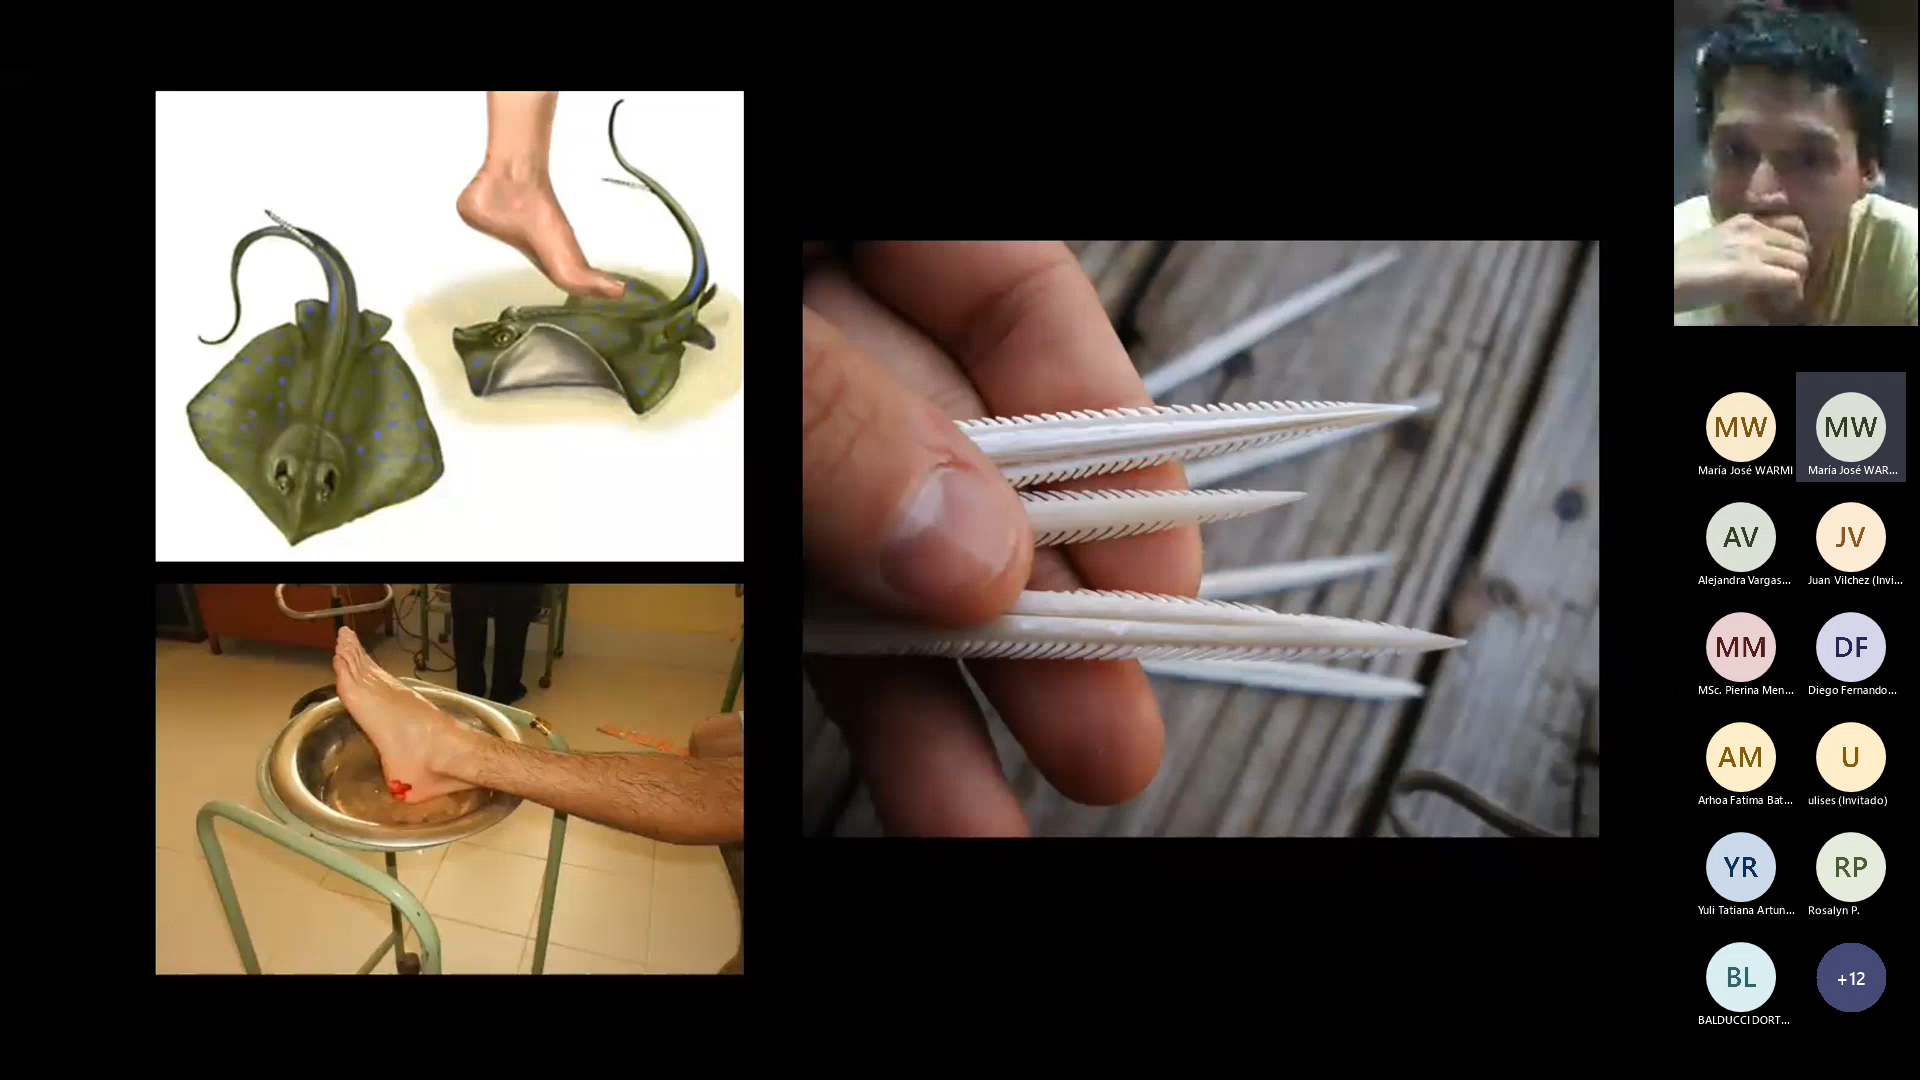 MW
MW
María José WARMI
María José WAR...
AV
JV
Alejandra Vargas...
Juan Vilchez (Invi...
MM
DF
MSc. Pierina Men...
Diego Fernando...
AM
U
Arhoa Fatima Bat...
ulises (Invitado)
YR
RP
Yuli Tatiana Artun...
Rosalyn P.
BL
+12
BALDUCCI DORT...